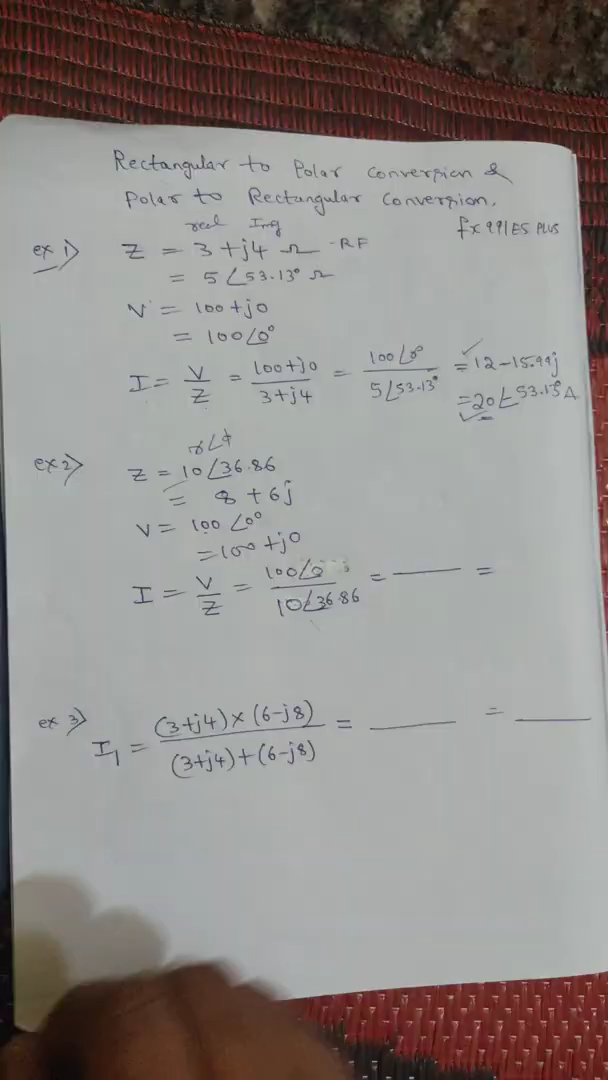 Rectangular to Polar Conversion &
Polar to Rectangular Conversion.
real Img
fx 991ES PLUS
ex 1) Z = 3 + j4 Ω - RF
= 5∠53.13° Ω
V = 100 + j0
= 100∠0°
I = V/Z = (100+j0)/(3+j4) = 100∠0°/5∠53.13° = 12-15.99j
= 20∠-53.13° A
r∠θ
ex 2) Z = 10∠36.86
= 8 + 6j
V = 100∠0°
= 100 + j0
I = V/Z = 100∠0/10∠36.86 = ____ =
ex 3) I₁ = (3+j4)×(6-j8)/(3+j4)+(6-j8) = ____ = ____